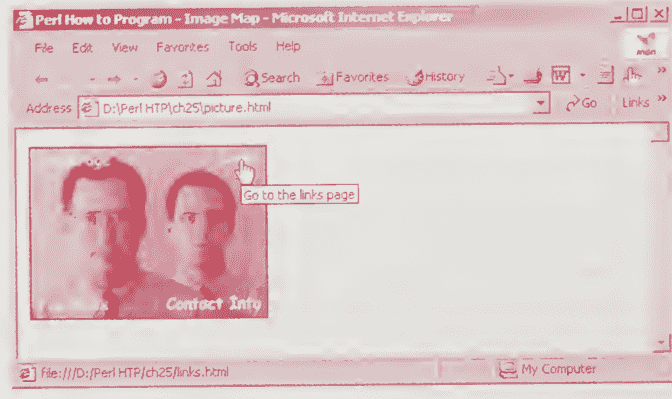 Perl How to Program - Image Map - Microsoft Internet Explorer
File Edit View Favorites Tools Help
msn
Search Favorites History
Address D:\Perl HTP\ch25\picture.html Go Links
Go to the links page
Contact Info
file:///D:/Perl HTP/ch25/links.html My Computer